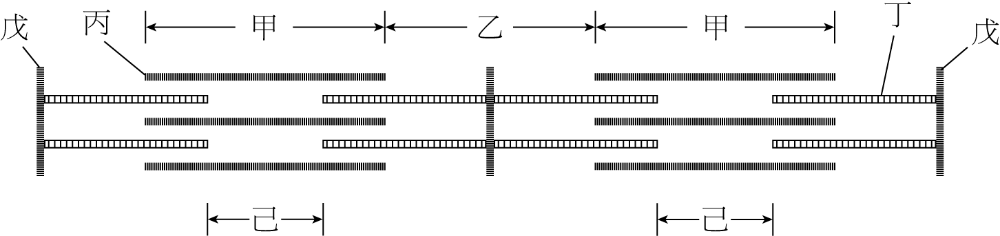 戊 丙 甲 乙 甲 丁 戊
己 己